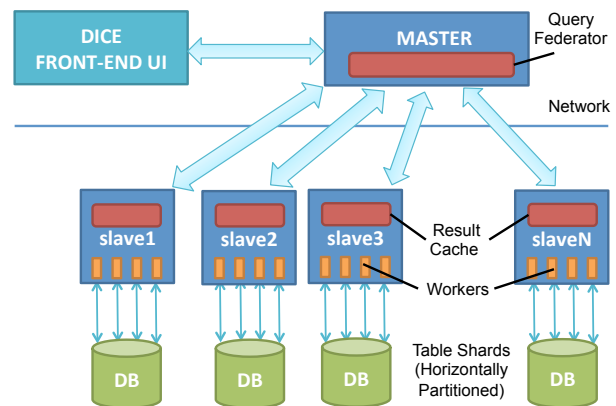 DICE
FRONT-END UI
MASTER
Query
Federator
Network
slave1
slave2
slave3
slaveN
Result
Cache
Workers
Table Shards
(Horizontally
Partitioned)
DB
DB
DB
DB